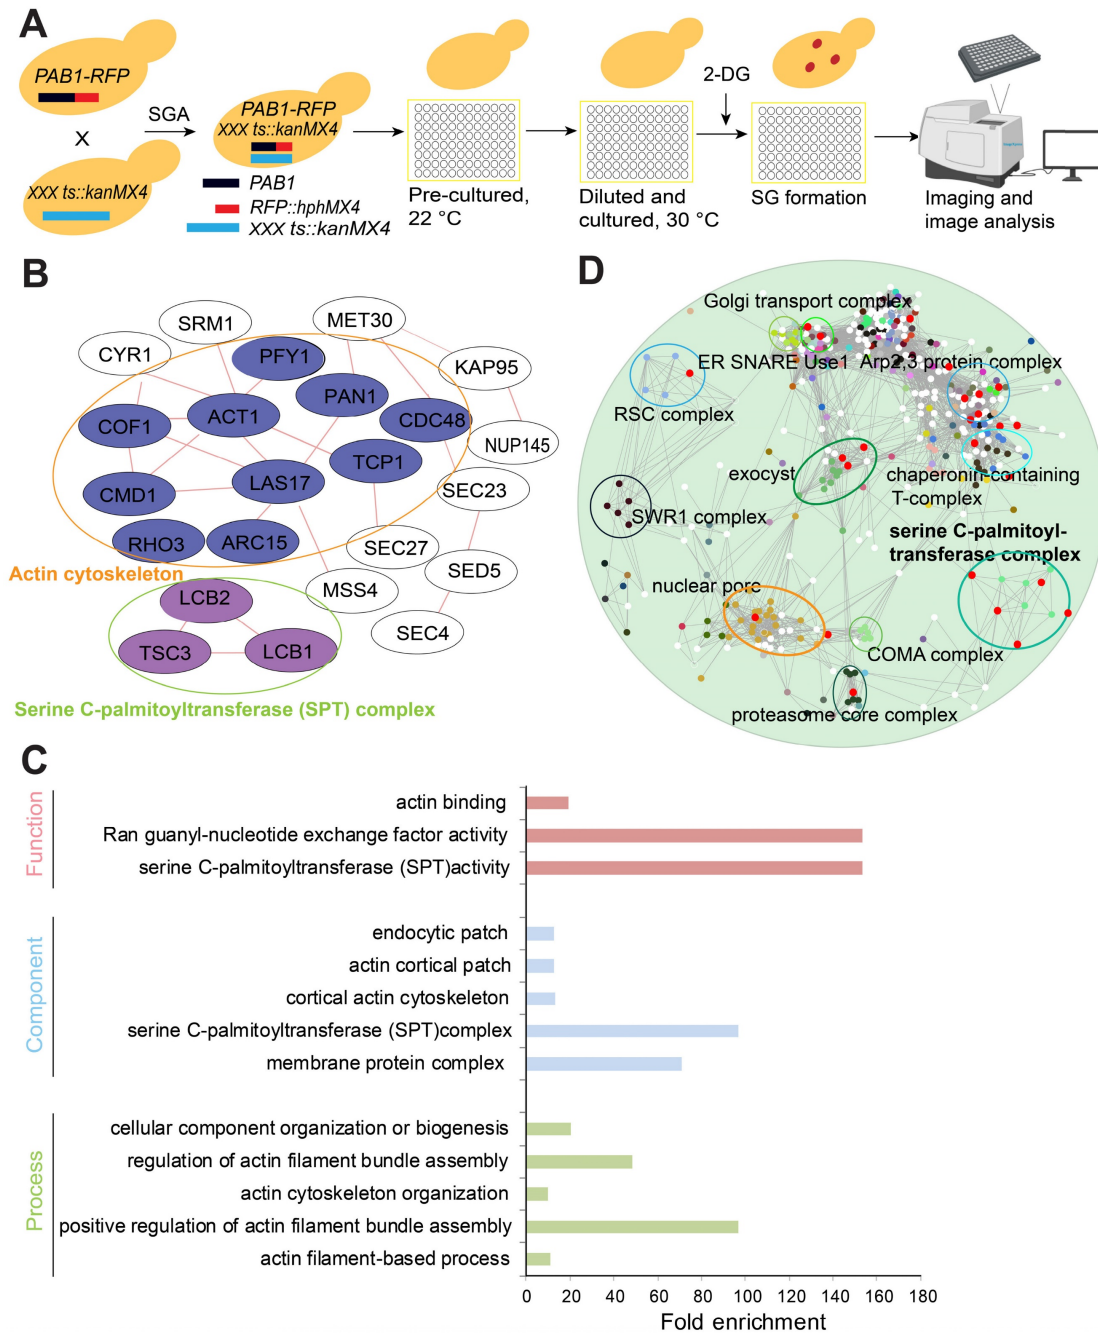 A
PAB1-RFP
X
XXX ts::kanMX4
SGA
PAB1-RFP
XXX ts::kanMX4
PAB1
RFP::hphMX4
XXX ts::kanMX4
Pre-cultured,
22 °C
Diluted and
cultured, 30 °C
2-DG
SG formation
Imaging and
image analysis
B
SRM1
MET30
CYR1
PFY1
KAP95
PAN1
COF1
ACT1
CDC48
NUP145
TCP1
CMD1
LAS17
SEC23
RHO3
ARC15
SEC27
SED5
Actin cytoskeleton
MSS4
LCB2
SEC4
TSC3
LCB1
Serine C-palmitoyltransferase (SPT) complex
D
Golgi transport complex
ER SNARE Use1
Arp2,3 protein complex
RSC complex
exocyst
chaperonin-containing
T-complex
SWR1 complex
serine C-palmitoyl-
transferase complex
nuclear pore
COMA complex
proteasome core complex
C
Function
actin binding
Ran guanyl-nucleotide exchange factor activity
serine C-palmitoyltransferase (SPT)activity
Component
endocytic patch
actin cortical patch
cortical actin cytoskeleton
serine C-palmitoyltransferase (SPT)complex
membrane protein complex
Process
cellular component organization or biogenesis
regulation of actin filament bundle assembly
actin cytoskeleton organization
positive regulation of actin filament bundle assembly
actin filament-based process
0 20 40 60 80 100 120 140 160 180
Fold enrichment